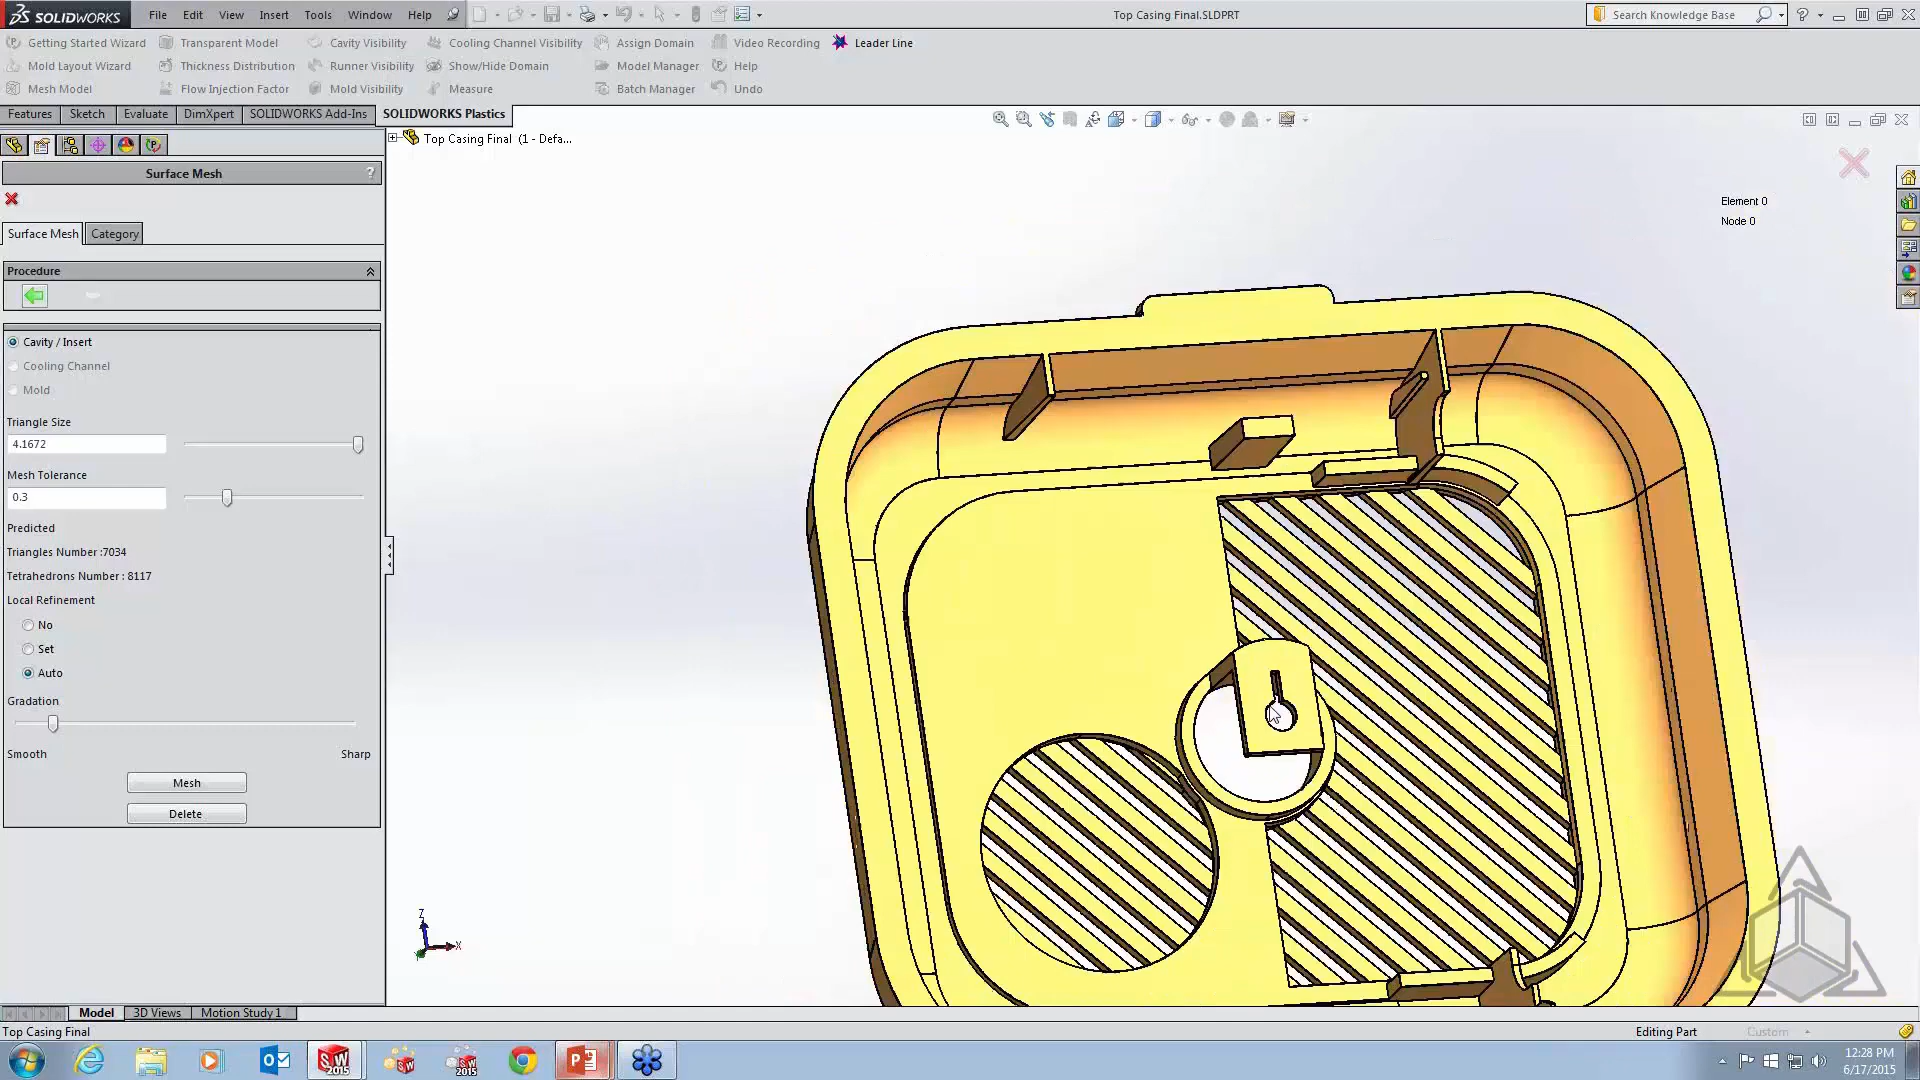 SOLIDWORKS File Edit View Insert Tools Window Help Top Casing Final.SLDPRT Search Knowledge Base ?
Getting Started Wizard Transparent Model Cavity Visibility Cooling Channel Visibility Assign Domain Video Recording Leader Line
Mold Layout Wizard Thickness Distribution Runner Visibility Show/Hide Domain Model Manager Help
Mesh Model Flow Injection Factor Mold Visibility Measure Batch Manager Undo
Features Sketch Evaluate DimXpert SOLIDWORKS Add-Ins SOLIDWORKS Plastics
Top Casing Final (1 - Defa...
Surface Mesh ?
Element 0
Node 0
Surface Mesh Category
Procedure
Cavity / Insert
Cooling Channel
Mold
Triangle Size
4.1672
Mesh Tolerance
0.3
Predicted
Triangles Number :7034
Tetrahedrons Number : 8117
Local Refinement
No
Set
Auto
Gradation
Smooth Sharp
Mesh
Delete
Z
X
Model 3D Views Motion Study 1
Top Casing Final Editing Part Custom
SW 2015 P
12:28 PM
6/17/2015